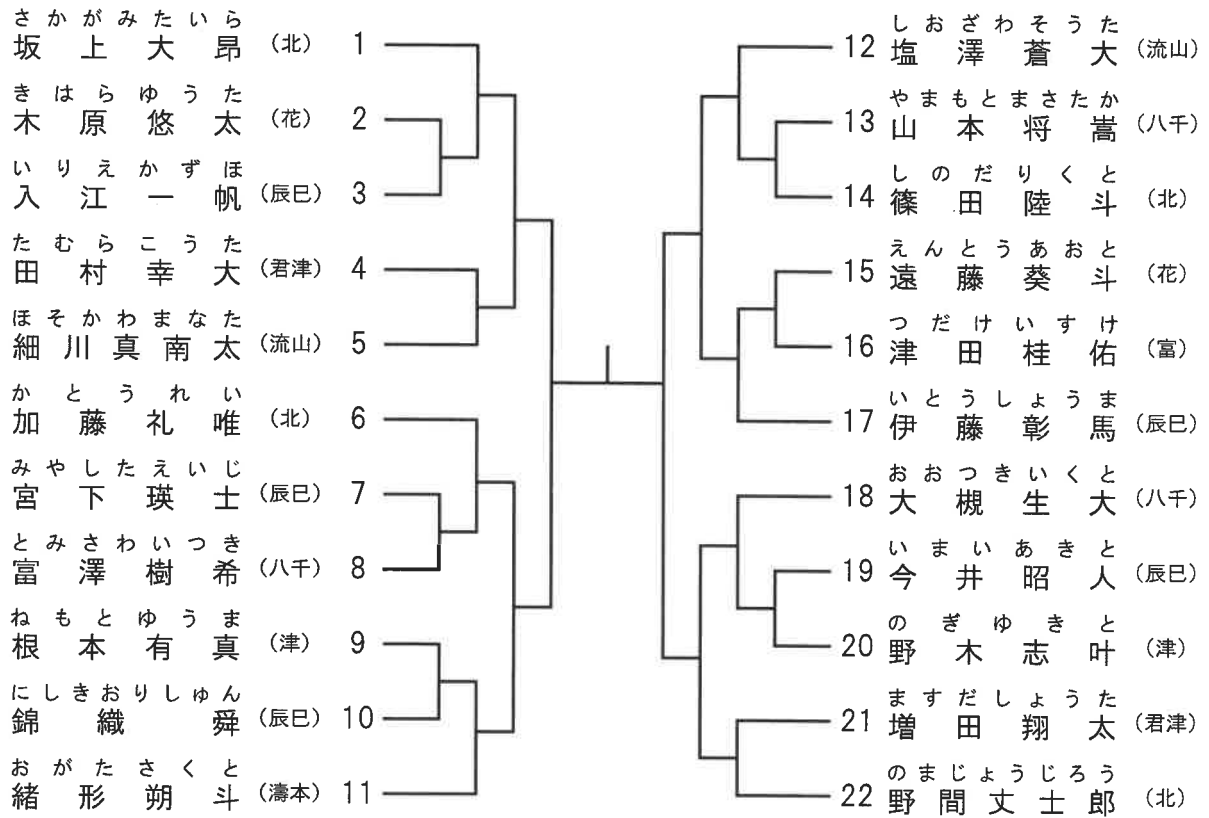 さかがみたいら
坂上大昂 (北) 1
きはらゆうた
木原悠太 (花) 2
いりえかずほ
入江一帆 (辰巳) 3
たむらこうた
田村幸大 (君津) 4
ほそかわまなた
細川真南太 (流山) 5
かとうれい
加藤礼唯 (北) 6
みやしたえいじ
宮下瑛士 (辰巳) 7
とみさわいつき
富澤樹希 (八千) 8
ねもとゆうま
根本有真 (津) 9
にしきおりしゅん
錦織舜 (辰巳) 10
おがたさくと
緒形朔斗 (濤本) 11
しおざわそうた
12 塩澤蒼大 (流山)
やまもとまさたか
13 山本将嵩 (八千)
しのだりくと
14 篠田陸斗 (北)
えんとうあおと
15 遠藤葵斗 (花)
つだけいすけ
16 津田桂佑 (富)
いとうしょうま
17 伊藤彰馬 (辰巳)
おおつきいくと
18 大槻生大 (八千)
いまいあきと
19 今井昭人 (辰巳)
のぎゆきと
20 野木志叶 (津)
ますだしょうた
21 増田翔太 (君津)
のまじょうじろう
22 野間丈士郎 (北)